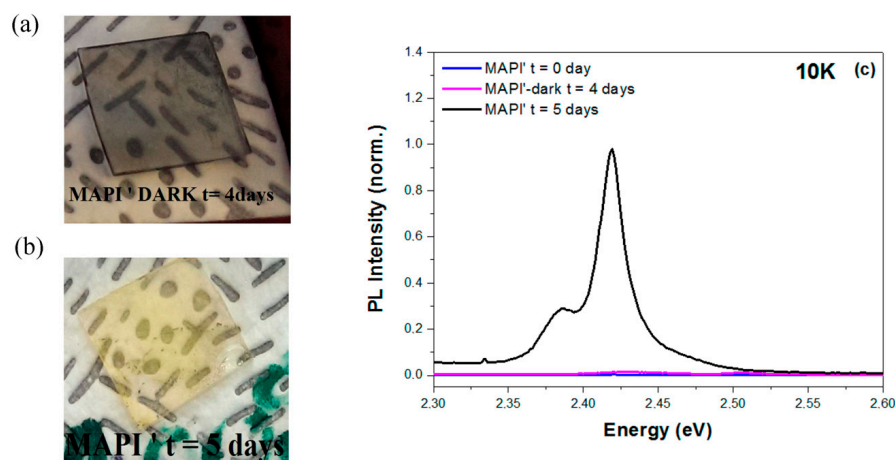 (a)
MAPI ' DARK t= 4days
(b)
MAPI ' t = 5 days
10K
(c)
MAPI' t = 0 day
MAPI'-dark t = 4 days
MAPI' t = 5 days
PL Intensity (norm.)
1.4
1.2
1.0
0.8
0.6
0.4
0.2
0.0
2.30 2.35 2.40 2.45 2.50 2.55 2.60
Energy (eV)